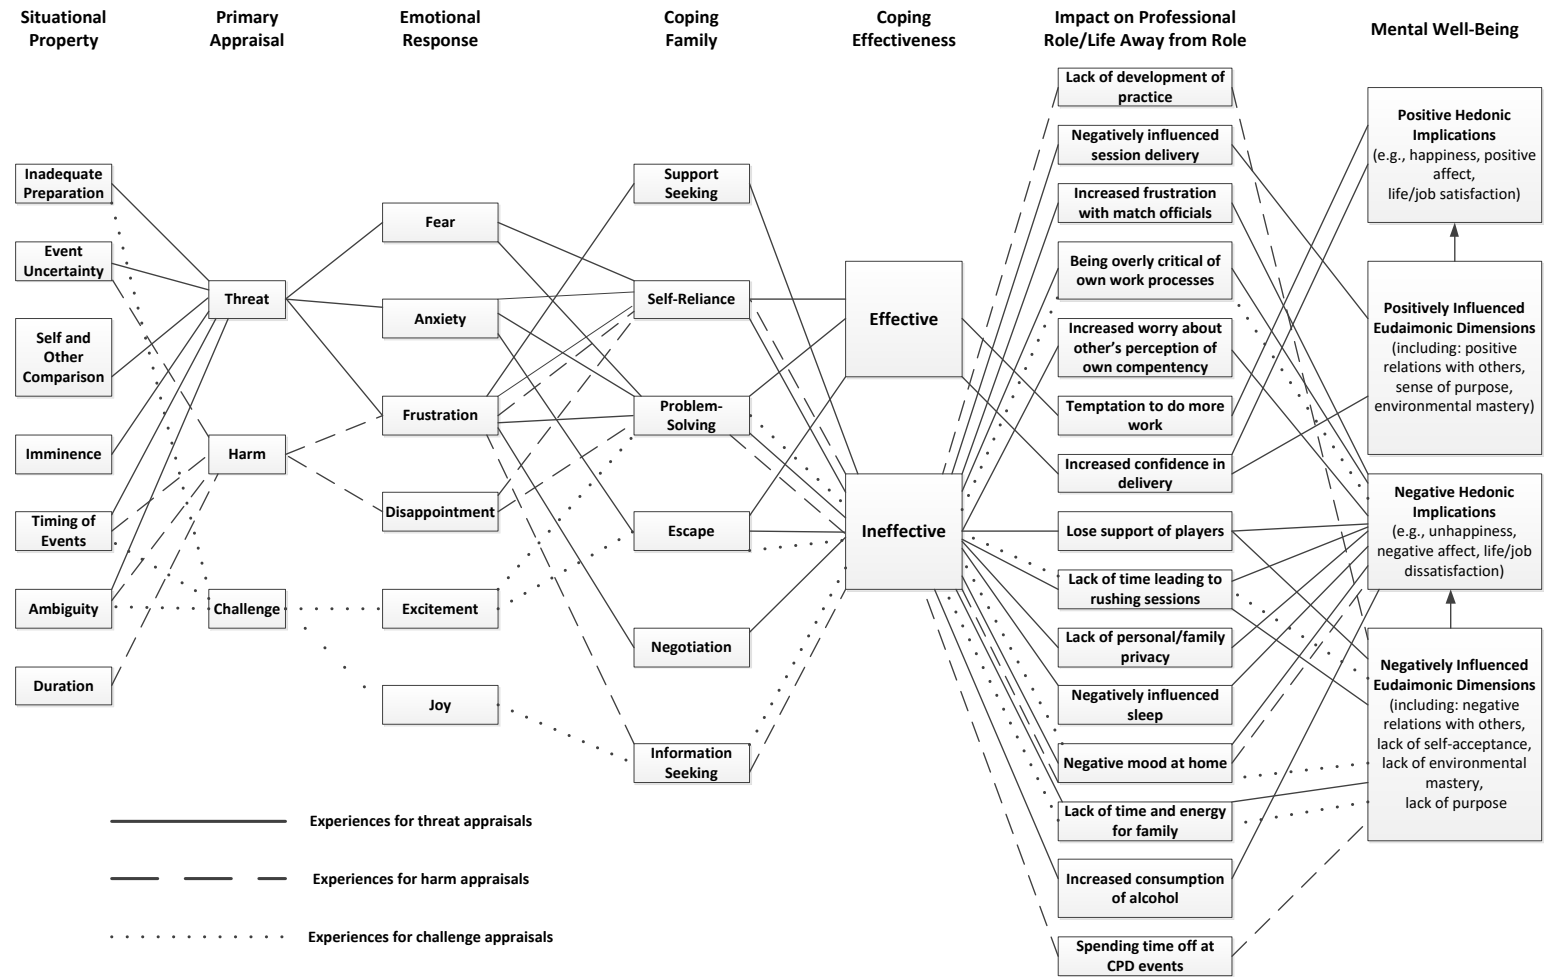 Situational
Property
Primary
Appraisal
Emotional
Response
Coping
Family
Coping
Effectiveness
Impact on Professional
Role/Life Away from Role
Mental Well-Being
Inadequate
Preparation
Event
Uncertainty
Self and
Other
Comparison
Imminence
Timing of
Events
Ambiguity
Duration
Threat
Harm
Challenge
Fear
Anxiety
Frustration
Disappointment
Excitement
Joy
Support
Seeking
Self-Reliance
Problem-
Solving
Escape
Negotiation
Information
Seeking
Effective
Ineffective
Lack of development of
practice
Negatively influenced
session delivery
Increased frustration
with match officials
Being overly critical of
own work processes
Increased worry about
other’s perception of
own compentency
Temptation to do more
work
Increased confidence in
delivery
Lose support of players
Lack of time leading to
rushing sessions
Lack of personal/family
privacy
Negatively influenced
sleep
Negative mood at home
Lack of time and energy
for family
Increased consumption
of alcohol
Spending time off at
CPD events
Positive Hedonic
Implications
(e.g., happiness, positive
affect,
life/job satisfaction)
Positively Influenced
Eudaimonic Dimensions
(including: positive
relations with others,
sense of purpose,
environmental mastery)
Negative Hedonic
Implications
(e.g., unhappiness,
negative affect, life/job
dissatisfaction)
Negatively Influenced
Eudaimonic Dimensions
(including: negative
relations with others,
lack of self-acceptance,
lack of environmental
mastery,
lack of purpose
Experiences for threat appraisals
Experiences for harm appraisals
Experiences for challenge appraisals